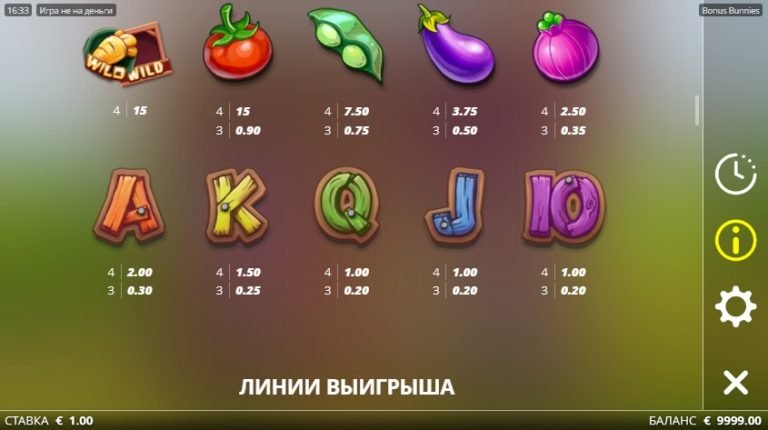 16:33 Игра не на деньги Bonus Bunnies
WILD WILD
4 15 4 15 4 7.50 4 3.75 4 2.50
3 0.90 3 0.75 3 0.50 3 0.35
A K Q J 10
4 2.00 4 1.50 4 1.00 4 1.00 4 1.00
3 0.30 3 0.25 3 0.20 3 0.20 3 0.20
ЛИНИИ ВЫИГРЫША
СТАВКА € 1.00 БАЛАНС € 9999.00